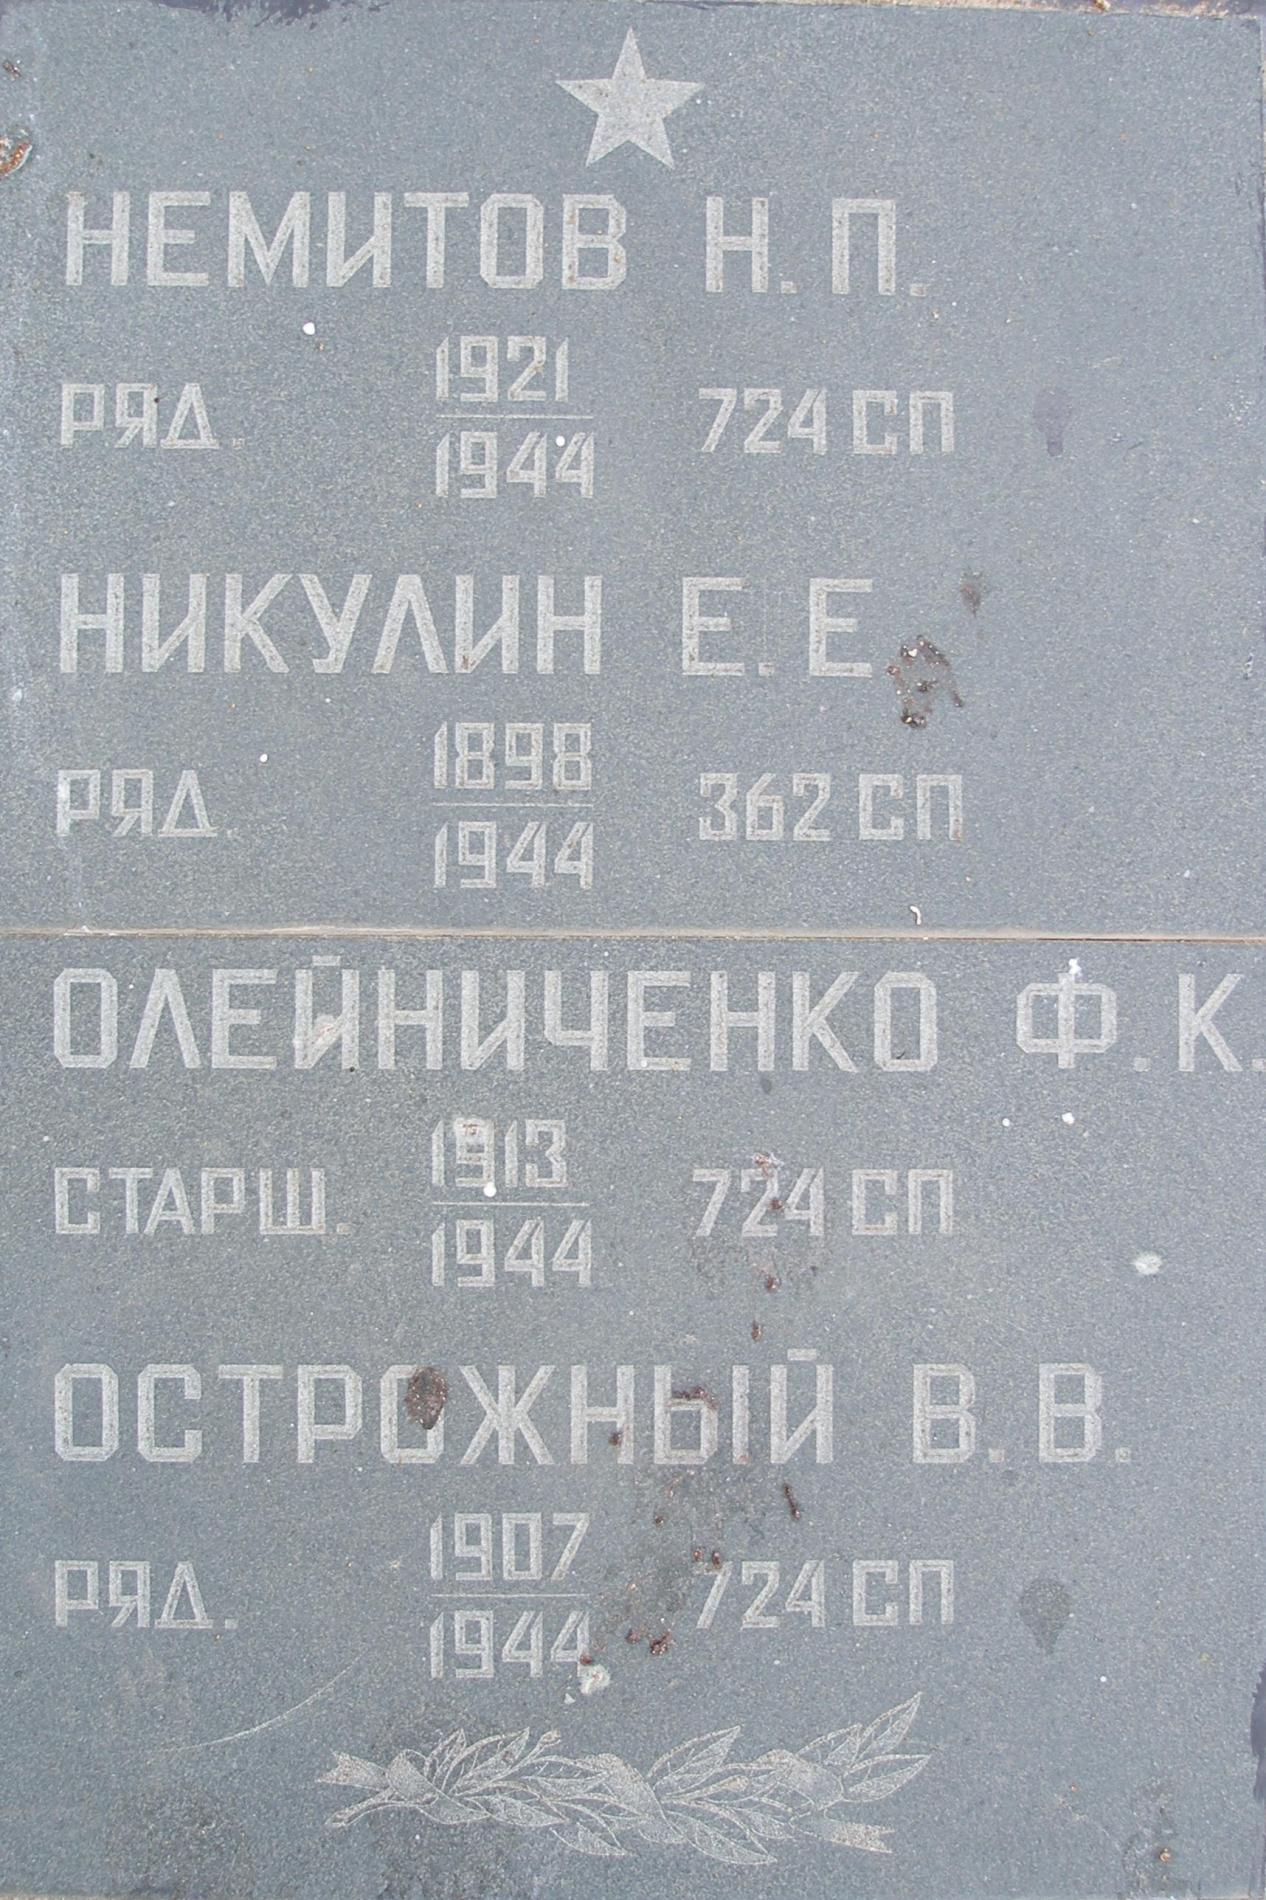 НЕМИТОВ Н.П.
РЯД. 1921 724 СП
1944
НИКУЛИН Е.Е
РЯД. 1898 362 СП
1944
ОЛЕЙНИЧЕНКО Ф.К.
СТАРШ. 1913 724 СП
1944
ОСТРОЖНЫЙ В.В.
РЯД. 1907 724 СП
1944